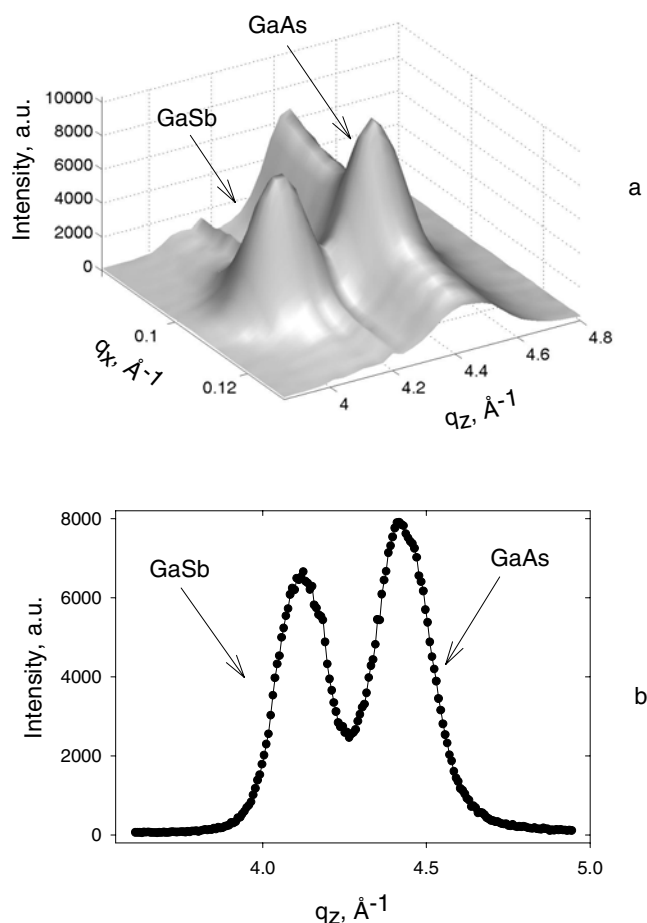 GaAs
GaSb
Intensity, a.u.
10000
8000
6000
4000
2000
0
0.1
0.12
qx, Å-1
4
4.2
4.4
4.6
4.8
qz, Å-1
a
8000
6000
4000
2000
0
Intensity, a.u.
GaSb
GaAs
b
4.0
4.5
5.0
qz, Å-1